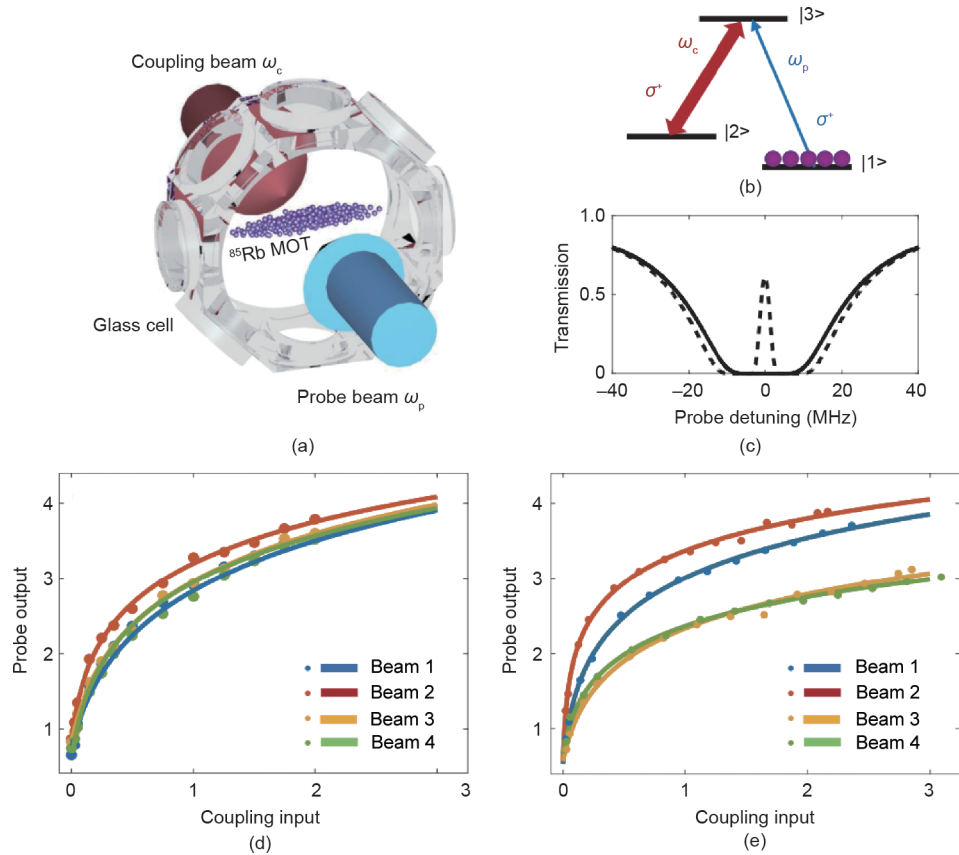 Coupling beam ωc
⁸⁵Rb MOT
Glass cell
Probe beam ωp
(a)
|3>
ωc
ωp
σ⁺
σ⁺
|2>
|1>
(b)
1.0
0.5
0
Transmission
–40
–20
0
20
40
Probe detuning (MHz)
(c)
4
3
2
1
Probe output
Beam 1
Beam 2
Beam 3
Beam 4
0
1
2
3
Coupling input
(d)
4
3
2
1
Probe output
Beam 1
Beam 2
Beam 3
Beam 4
0
1
2
3
Coupling input
(e)